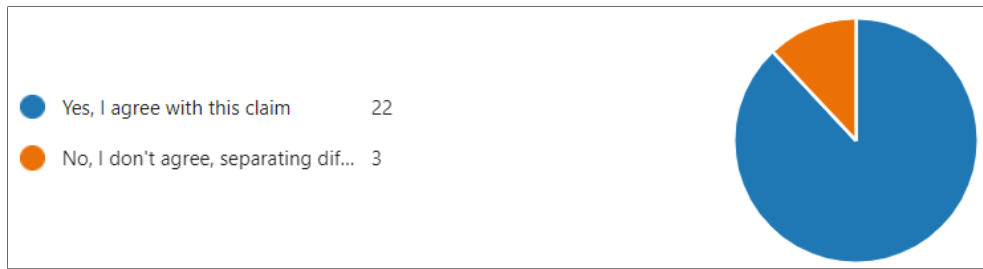 Yes, I agree with this claim 22
No, I don't agree, separating dif... 3